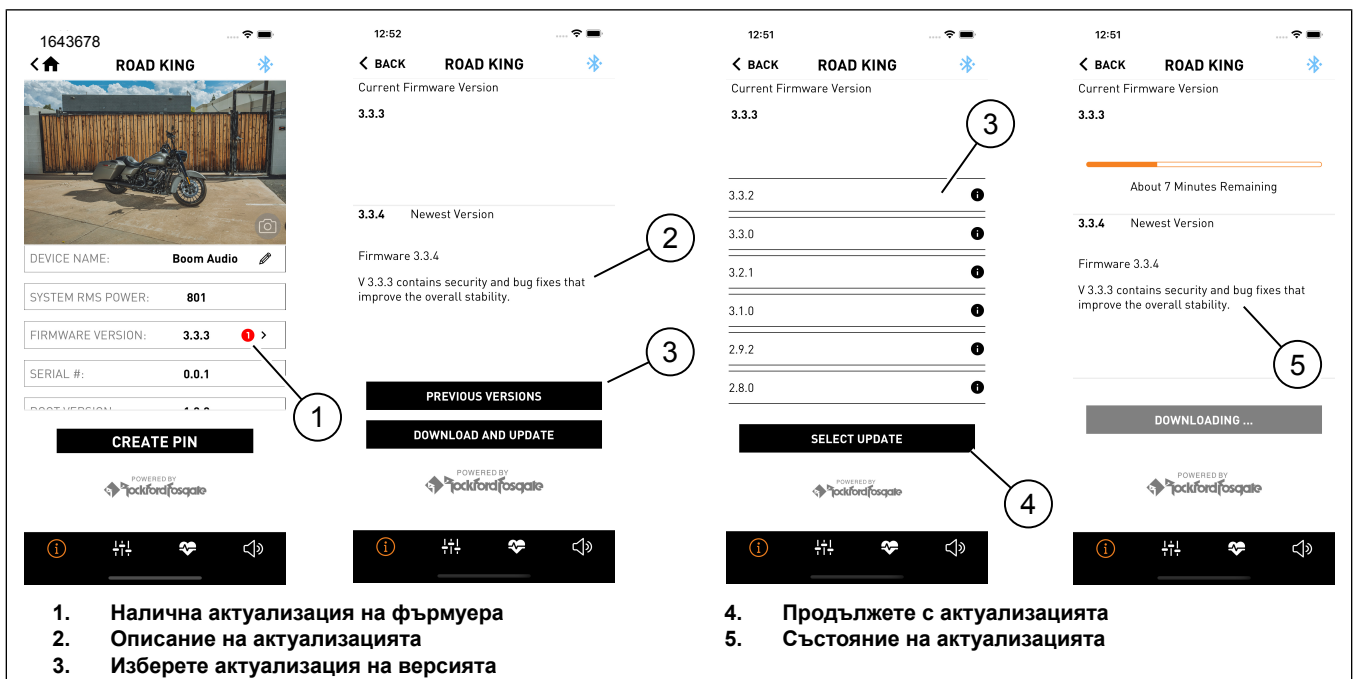 1643678
ROAD KING
DEVICE NAME: Boom Audio
SYSTEM RMS POWER: 801
FIRMWARE VERSION: 3.3.3 1
SERIAL #: 0.0.1
CREATE PIN
POWERED BY
Rockford Fosgate
1
12:52
BACK ROAD KING
Current Firmware Version
3.3.3
3.3.4 Newest Version
Firmware 3.3.4
V 3.3.3 contains security and bug fixes that
improve the overall stability.
2
3
PREVIOUS VERSIONS
DOWNLOAD AND UPDATE
POWERED BY
Rockford Fosgate
12:51
BACK ROAD KING
Current Firmware Version
3.3.3
3
3.3.2
3.3.0
3.2.1
3.1.0
2.9.2
2.8.0
SELECT UPDATE
4
POWERED BY
Rockford Fosgate
12:51
BACK ROAD KING
Current Firmware Version
3.3.3
About 7 Minutes Remaining
3.3.4 Newest Version
Firmware 3.3.4
V 3.3.3 contains security and bug fixes that
improve the overall stability.
5
DOWNLOADING ...
POWERED BY
Rockford Fosgate
1. Налична актуализация на фърмуера
2. Описание на актуализацията
3. Изберете актуализация на версията
4. Продължете с актуализацията
5. Състояние на актуализацията